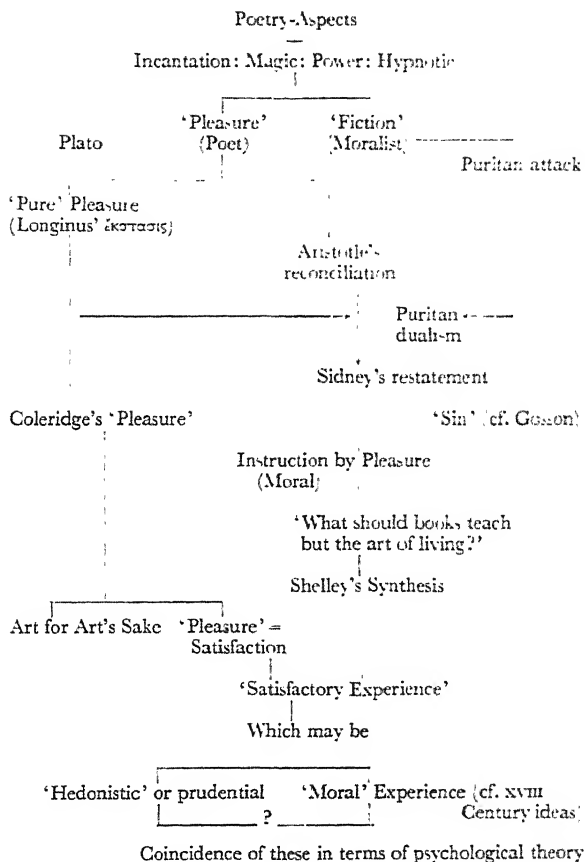 Poetry-Aspects
Incantation: Magic: Power: Hypnotic
'Pleasure' 'Fiction'
Plato (Poet) (Moralist)
Puritan attack
'Pure' Pleasure
(Longinus' ἔκστασις)
Aristotle's
reconciliation
Puritan
dualism
Sidney's restatement
Coleridge's 'Pleasure' 'Sin' (cf. Gosson)
Instruction by Pleasure
(Moral)
'What should books teach
but the art of living?'
Shelley's Synthesis
Art for Art's Sake 'Pleasure' =
Satisfaction
'Satisfactory Experience'
Which may be
'Hedonistic' or prudential 'Moral' Experience (cf. xviii
? Century ideas)
Coincidence of these in terms of psychological theory